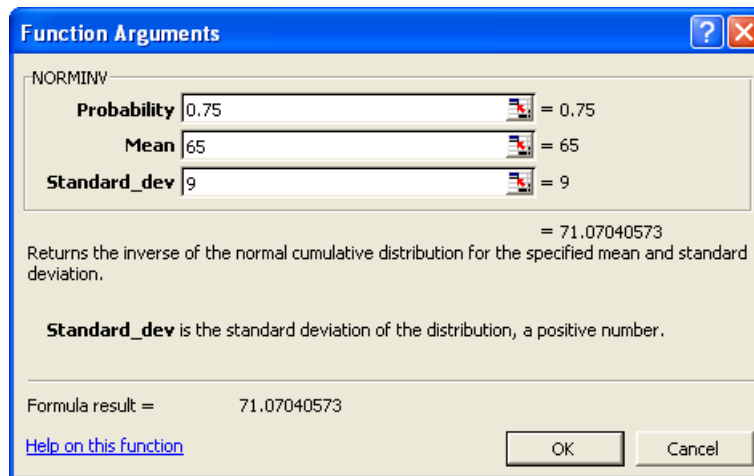 Function Arguments
NORMINV
Probability 0.75 = 0.75
Mean 65 = 65
Standard_dev 9 = 9
= 71.07040573
Returns the inverse of the normal cumulative distribution for the specified mean and standard
deviation.
Standard_dev is the standard deviation of the distribution, a positive number.
Formula result = 71.07040573
Help on this function OK Cancel